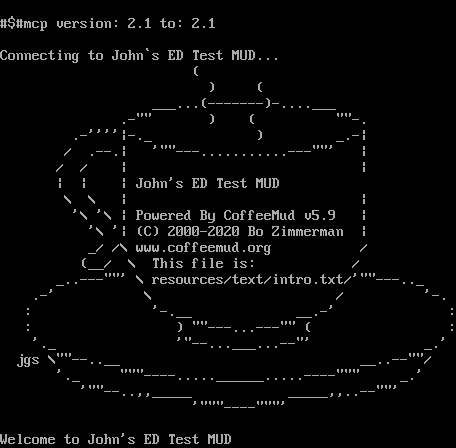 #$#mcp version: 2.1 to: 2.1
Connecting to John`s ED Test MUD...
John's ED Test MUD
Powered By CoffeeMud v5.9
(C) 2000-2020 Bo Zimmerman
www.coffeemud.org
This file is:
resources/text/intro.txt
jgs
Welcome to John's ED Test MUD